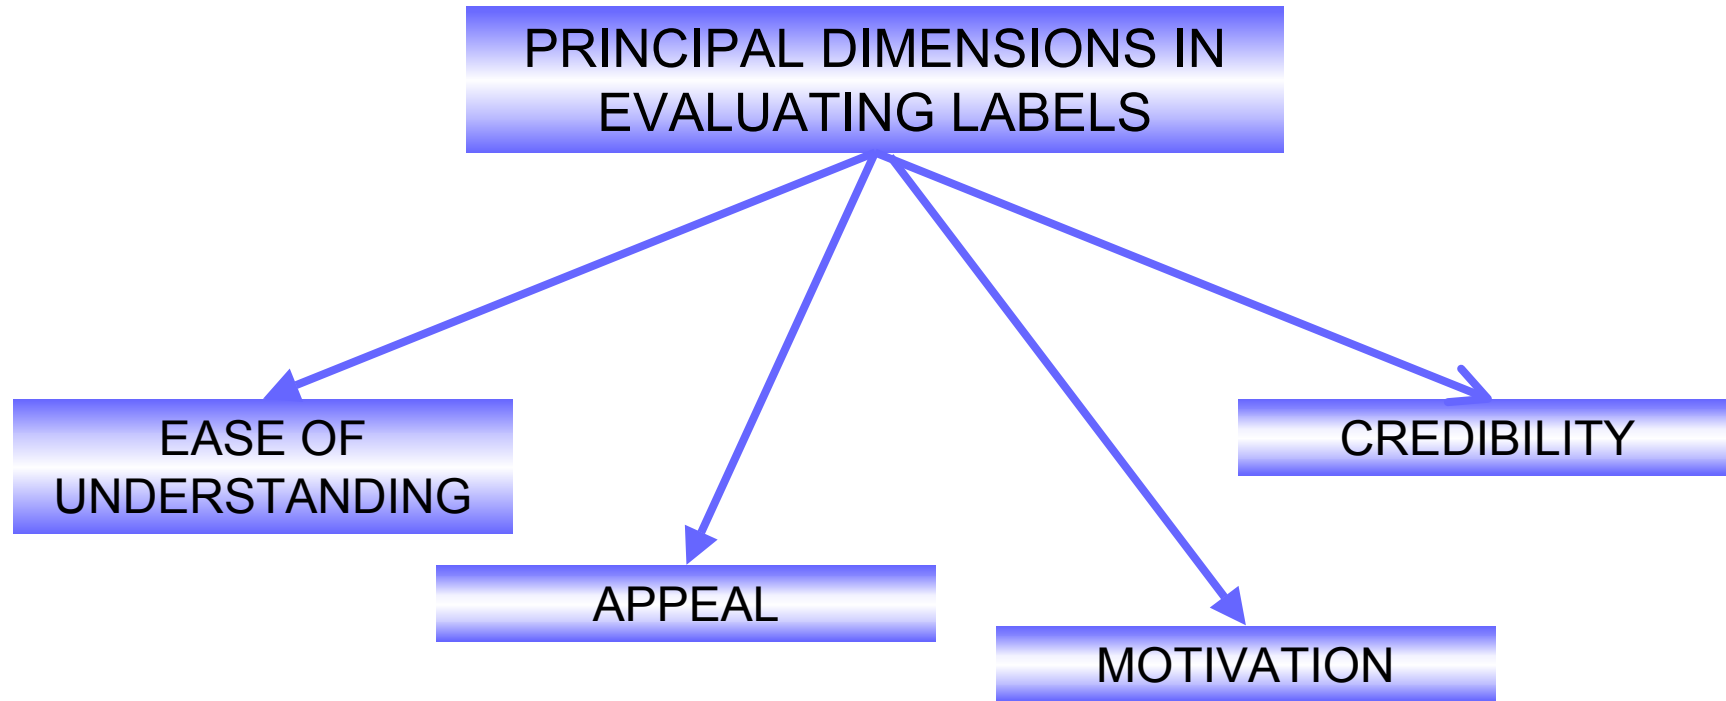 PRINCIPAL DIMENSIONS IN
EVALUATING LABELS
EASE OF
UNDERSTANDING
CREDIBILITY
APPEAL
MOTIVATION